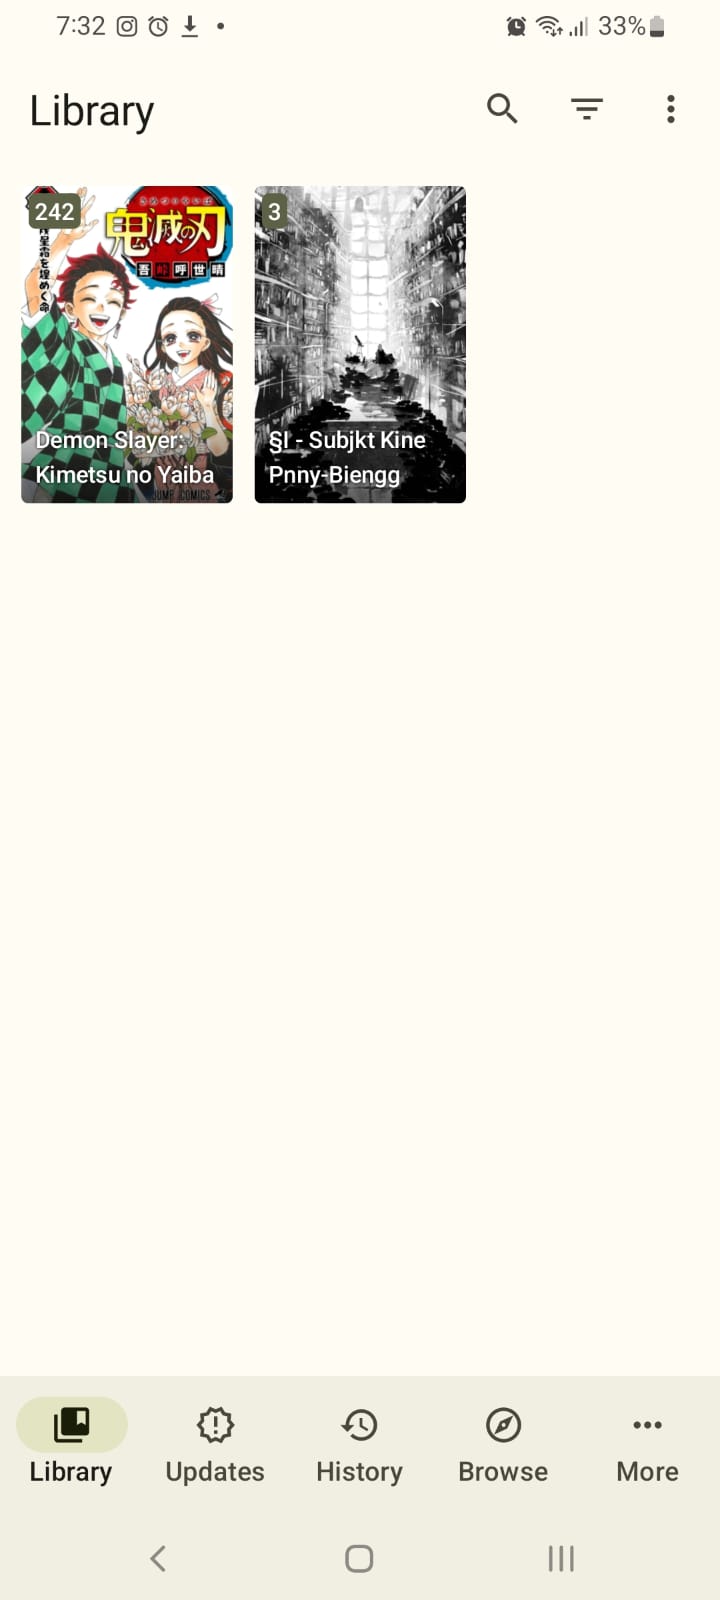 7:32
33%
Library
242
鬼滅の刃
吾峠呼世晴
Demon Slayer:
Kimetsu no Yaiba
JUMP COMICS
3
§I - Subjkt Kine
Pnny-Biengg
Library
Updates
History
Browse
More